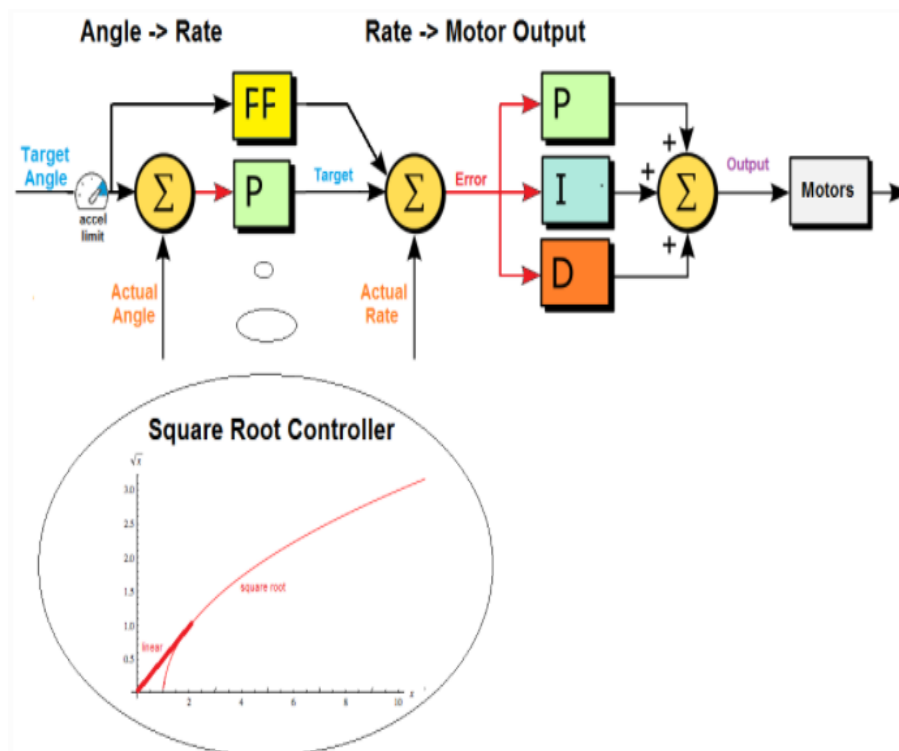 Angle -> Rate
Rate -> Motor Output
FF
P
Target
Angle
accel
limit
Σ
P
Target
Σ
Error
P
I
D
+
+
+
Σ
Output
Motors
Actual
Angle
Actual
Rate
Square Root Controller
√x
3.0
2.5
2.0
1.5
1.0
0.5
square root
linear
2
4
6
8
10
x